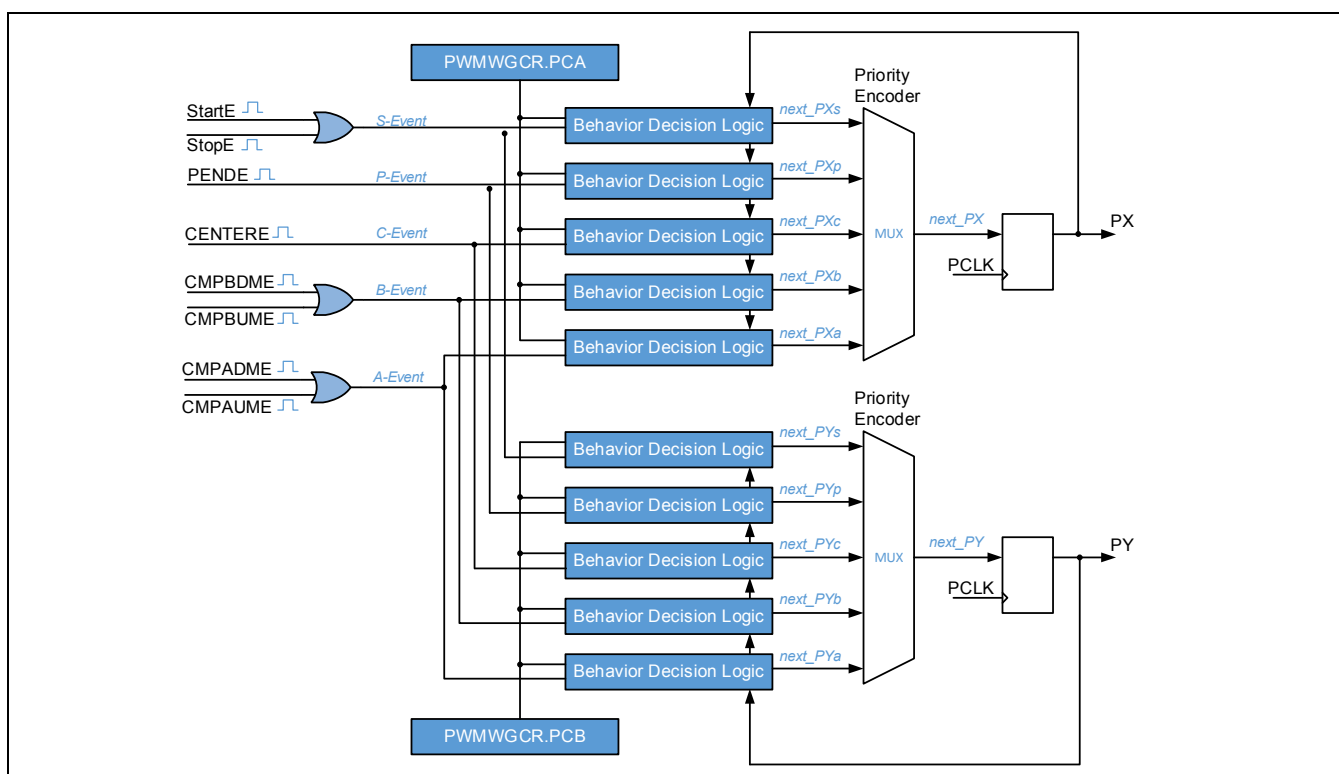 PWMWGCR.PCA
Priority
Encoder
StartE
S-Event
StopE
Behavior Decision Logic
next_PXs
PENDE
P-Event
Behavior Decision Logic
next_PXp
CENTERE
C-Event
Behavior Decision Logic
next_PXc
MUX
next_PX
PX
PCLK
CMPBDME
B-Event
CMPBUME
Behavior Decision Logic
next_PXb
CMPADME
A-Event
CMPAUME
Behavior Decision Logic
next_PXa
Priority
Encoder
Behavior Decision Logic
next_PYs
Behavior Decision Logic
next_PYp
Behavior Decision Logic
next_PYc
MUX
next_PY
PY
PCLK
Behavior Decision Logic
next_PYb
Behavior Decision Logic
next_PYa
PWMWGCR.PCB